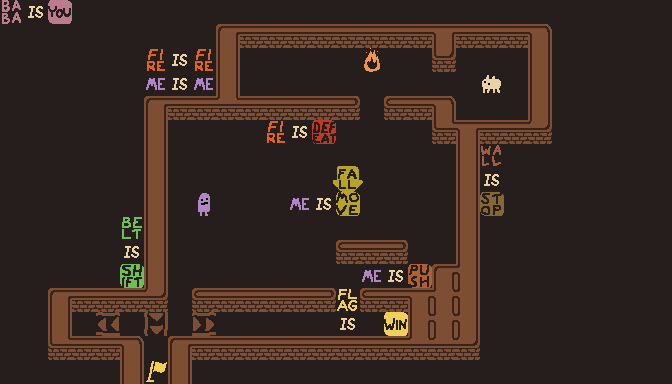 BABA IS YOU
FIRE IS FIRE
ME IS ME
FIRE IS DEFEAT
WALL
IS
STOP
FALL
ME IS MOVE
BELT
IS
SHIFT
ME IS PUSH
FLAG
IS WIN